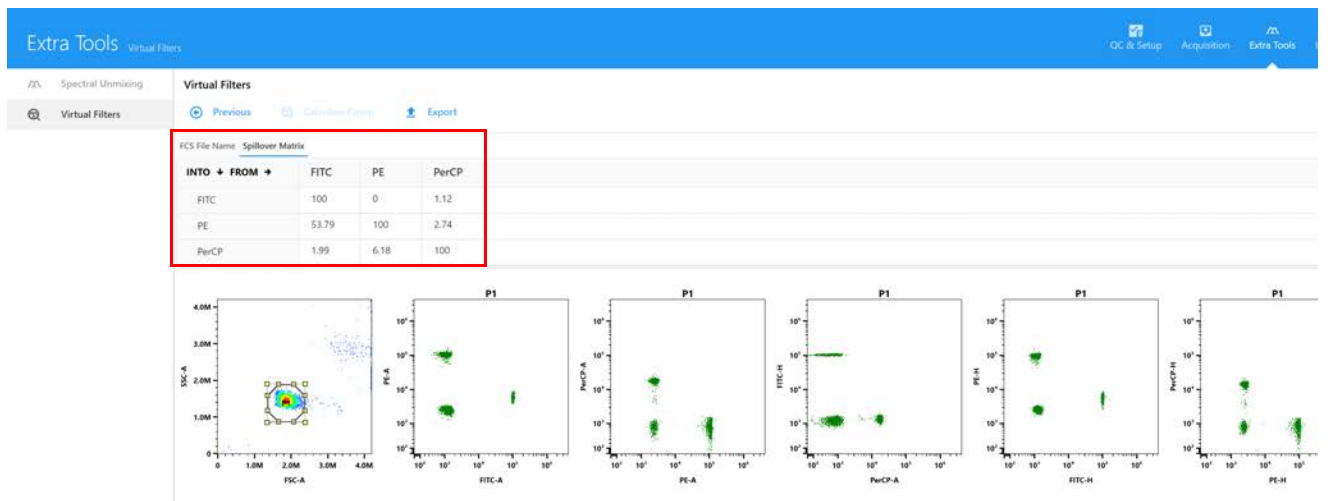 Extra Tools Virtual Filters
QC & Setup Acquisition Extra Tools
Spectral Unmixing
Virtual Filters
Virtual Filters
Previous Calculate Comp Export
FCS File Name Spillover Matrix
INTO ↓ FROM → FITC PE PerCP
FITC 100 0 1.12
PE 53.79 100 2.74
PerCP 1.99 6.18 100
4.0M
3.0M
2.0M
1.0M
0
SSC-A
0 1.0M 2.0M 3.0M 4.0M
FSC-A
P1
PE-A
FITC-A
P1
PerCP-A
PE-A
P1
FITC-H
PerCP-A
P1
PE-H
FITC-H
P1
PerCP-H
PE-H